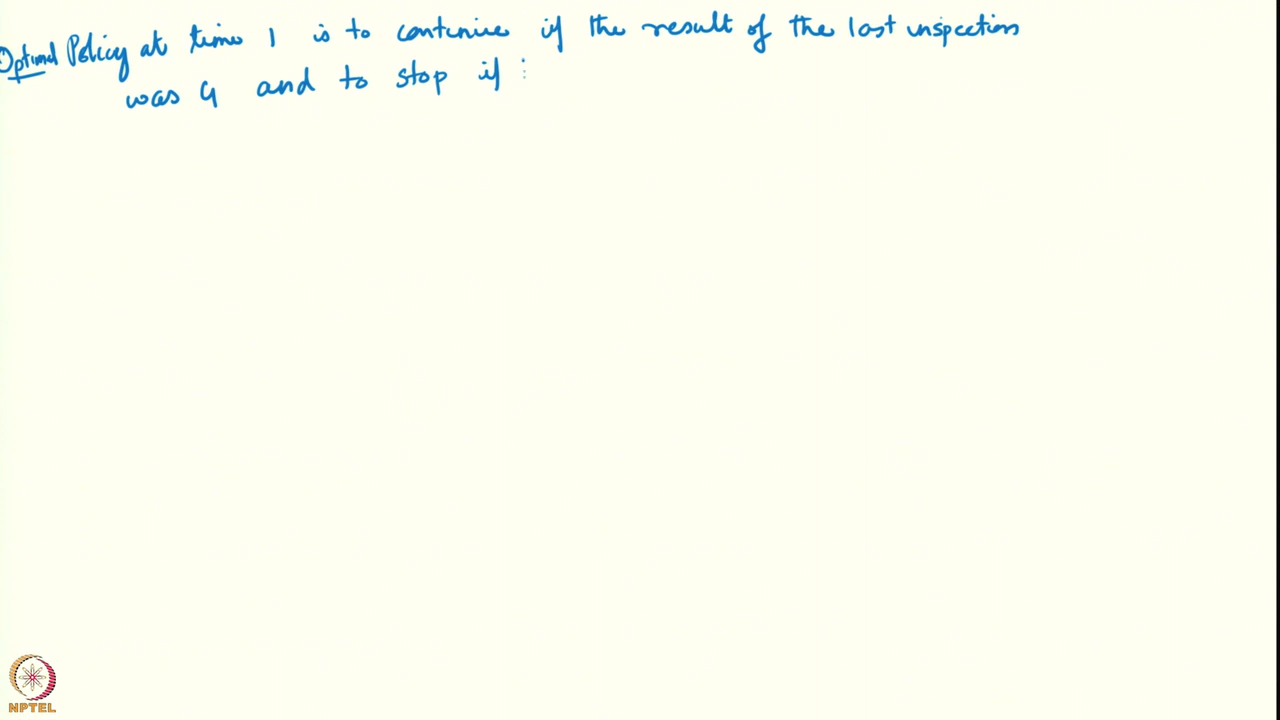 Optimal Policy at time 1 is to continue if the result of the last inspection
was G and to stop if
NPTEL